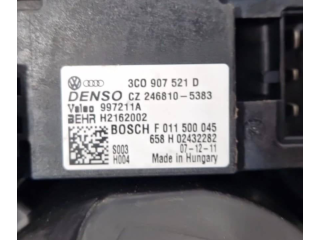 3C0 907 521 D
DENSO CZ 246810-5383
Valeo 997211A
BEHR H2162002
BOSCH F 011 500 045
658 H 02432282
S003 07-12-11
H004 Made in Hungary